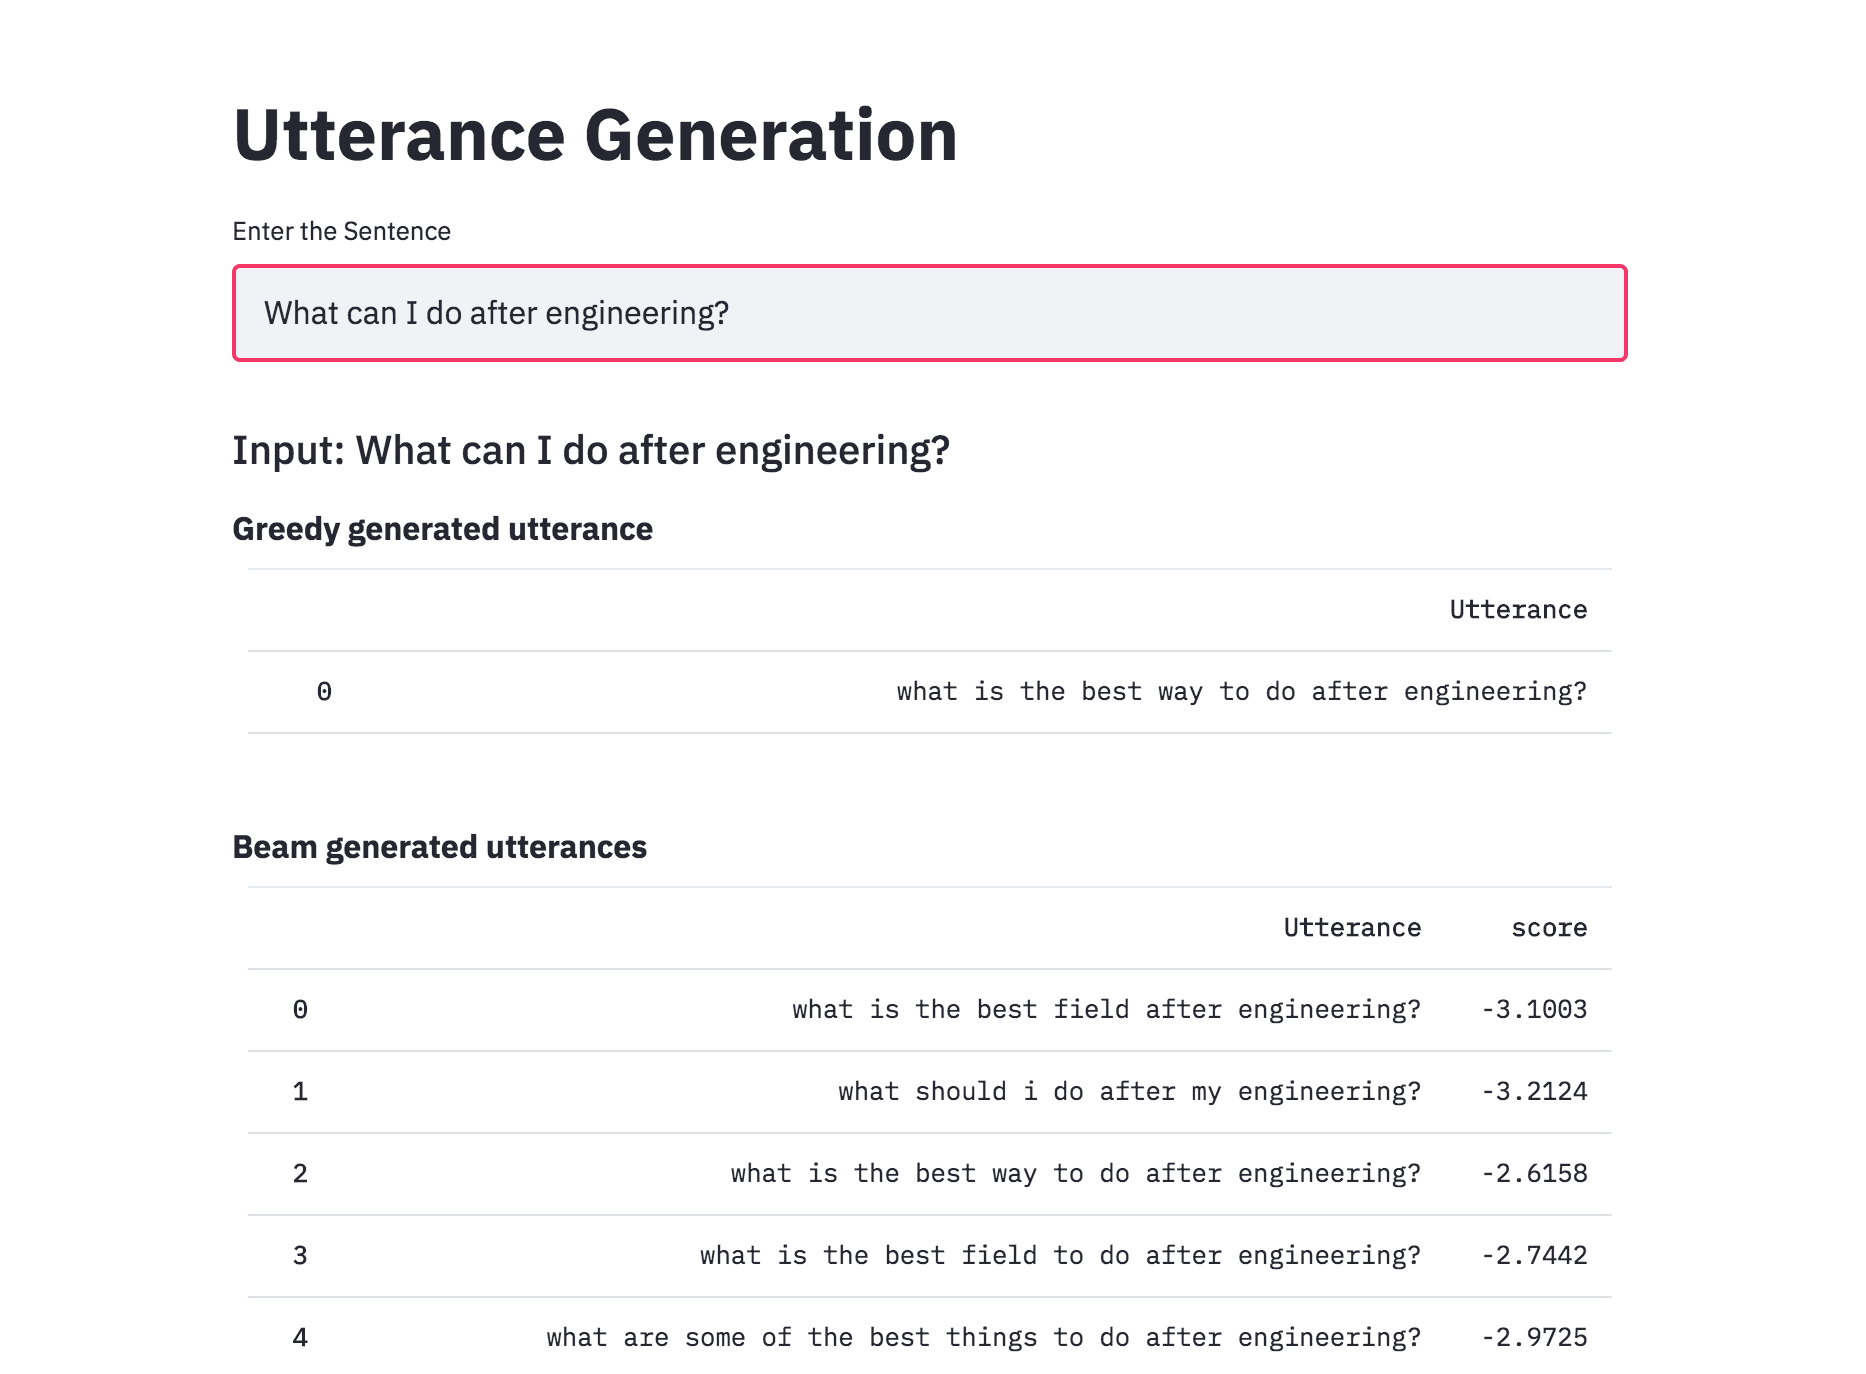 Utterance Generation
Enter the Sentence
What can I do after engineering?
Input: What can I do after engineering?
Greedy generated utterance
Utterance
0 what is the best way to do after engineering?
Beam generated utterances
Utterance score
0 what is the best field after engineering? -3.1003
1 what should i do after my engineering? -3.2124
2 what is the best way to do after engineering? -2.6158
3 what is the best field to do after engineering? -2.7442
4 what are some of the best things to do after engineering? -2.9725